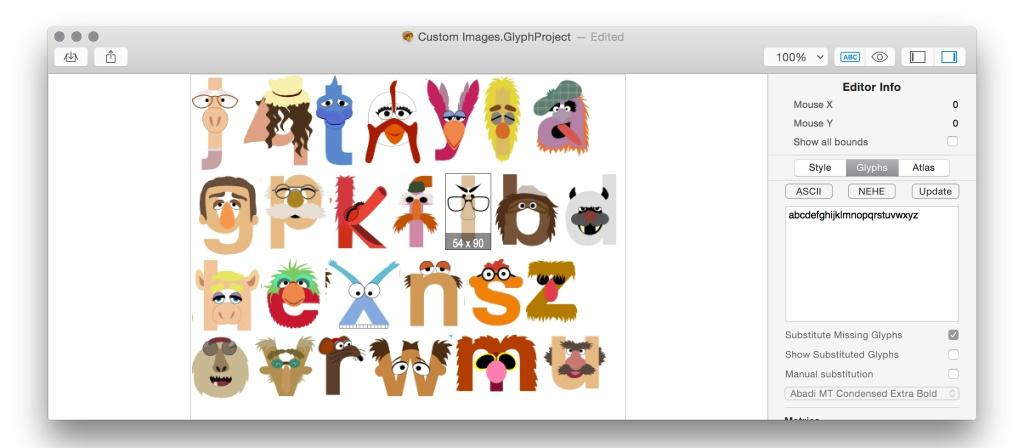 Custom Images.GlyphProject — Edited
100%
ABC
j q t y l a
g p k f i b d
54 x 90
h e x n s z
o v r w m u
Editor Info
Mouse X 0
Mouse Y 0
Show all bounds
Style Glyphs Atlas
ASCII NEHE Update
abcdefghijklmnopqrstuvwxyz
Substitute Missing Glyphs
Show Substituted Glyphs
Manual substitution
Abadi MT Condensed Extra Bold